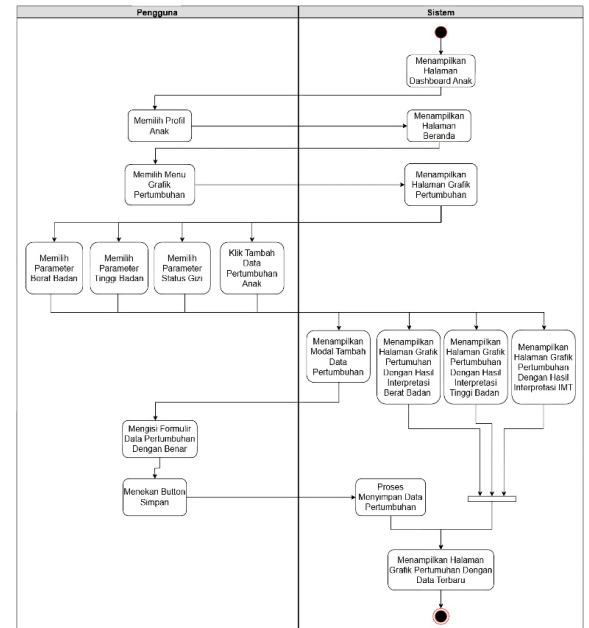 Pengguna
Sistem
Menampilkan
Halaman
Dashboard Anak
Memilih Profil
Anak
Menampilkan
Halaman
Beranda
Memilih Menu
Grafik
Pertumbuhan
Menampilkan
Halaman Grafik
Pertumbuhan
Memilih
Parameter
Berat Badan
Memilih
Parameter
Tinggi Badan
Memilih
Parameter
Status Gizi
Klik Tambah
Data
Pertumbuhan
Anak
Menampilkan
Modal Tambah
Data
Pertumbuhan
Menampilkan
Halaman Grafik
Pertumuhan
Dengan Hasil
Interpretasi
Berat Badan
Menampilkan
Halaman Grafik
Pertumbuhan
Dengan Hasil
Interpretasi
Tinggi Badan
Menampilkan
Halaman Grafik
Pertumbuhan
Dengan Hasil
Interpretasi IMT
Mengisi Formulir
Data Pertumbuhan
Dengan Benar
Menekan Button
Simpan
Proses
Monyimpan Data
Pertumbuhan
Menampilkan Halaman
Grafik Pertumuhan Dengan
Data Terbaru